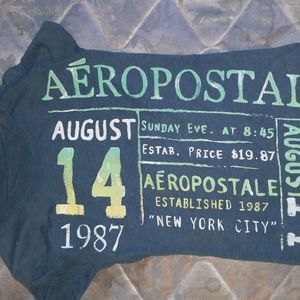 AÉROPOSTAL
AUGUST
14
1987
SUNDAY EVE. AT 8:45
ESTAB. PRICE $19.87
AÉROPOSTALE
ESTABLISHED 1987
"NEW YORK CITY"
AUGUS